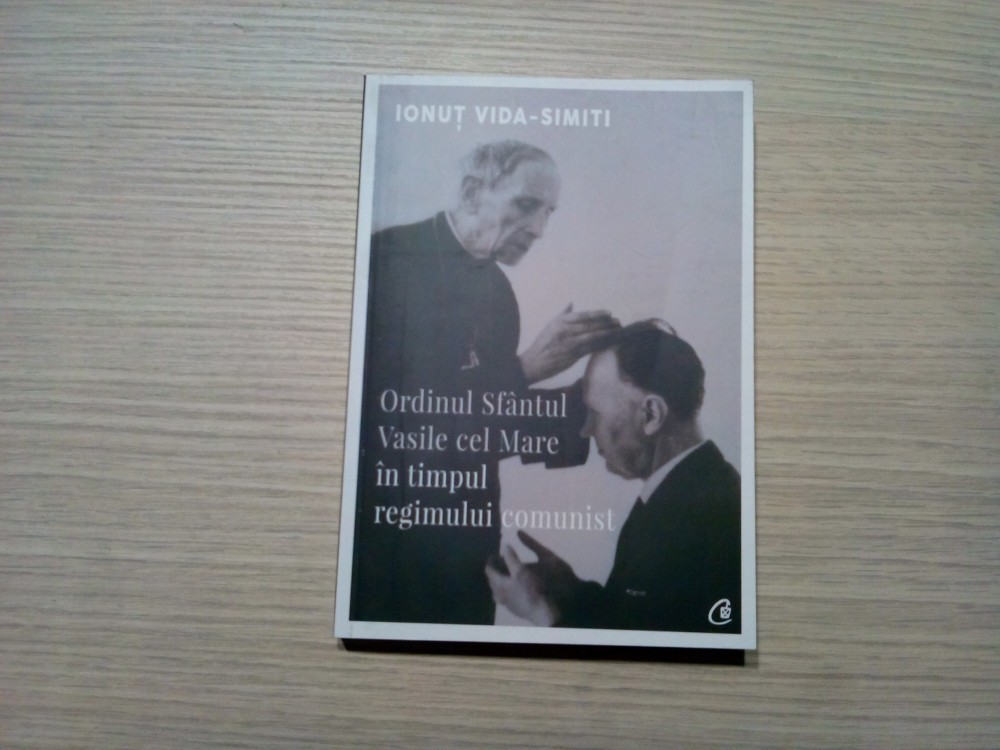 IONUȚ VIDA-SIMITI
Ordinul Sfântul
Vasile cel Mare
în timpul
regimului comunist